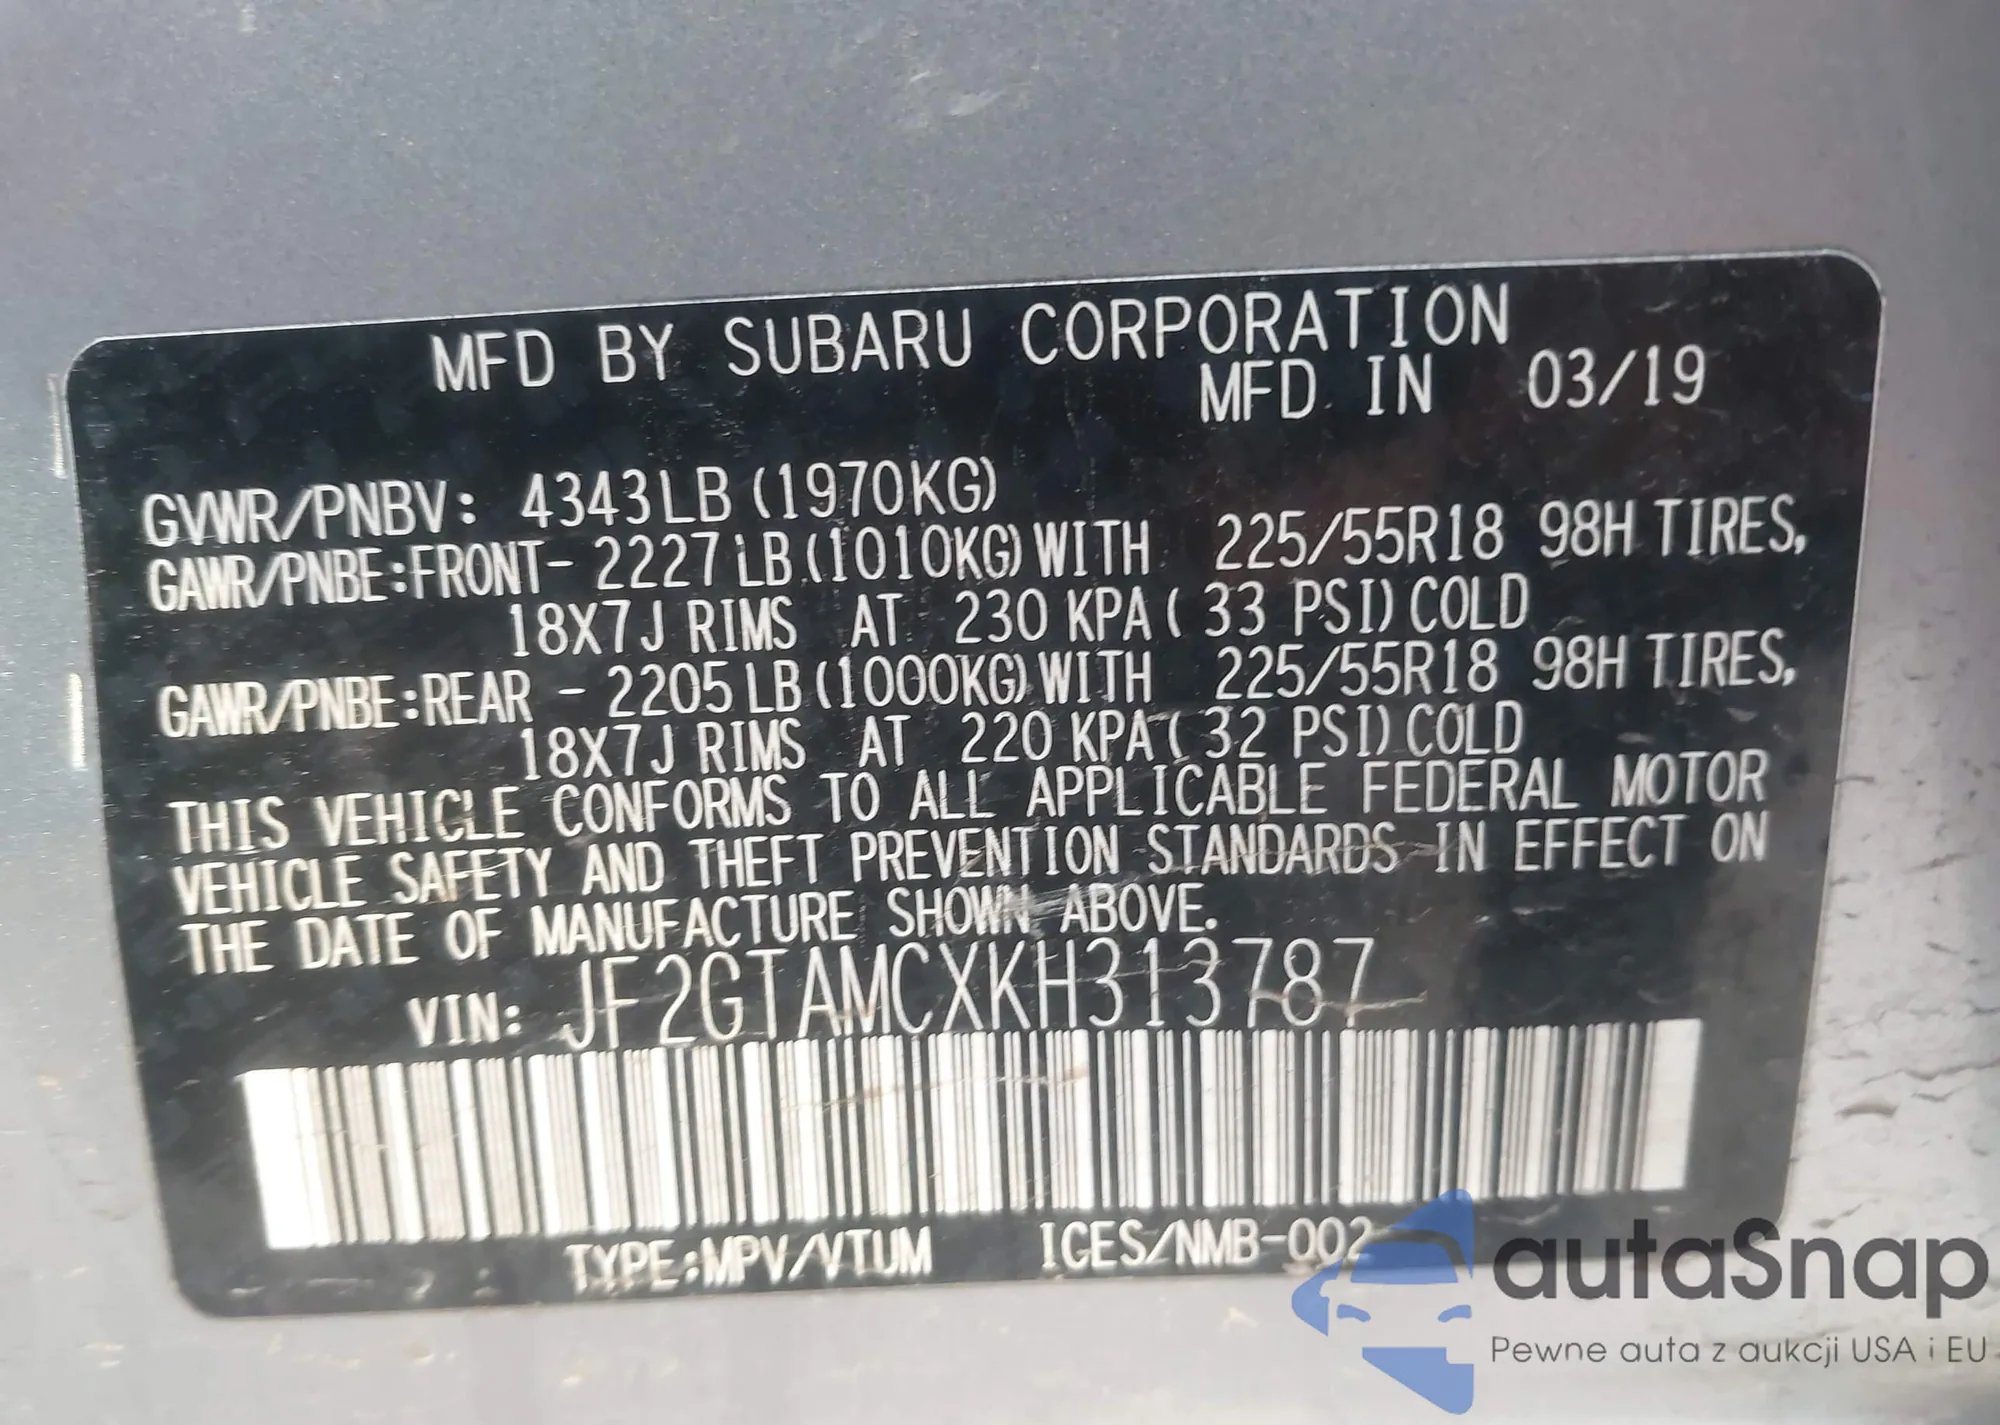 MFD BY SUBARU CORPORATION
MFD IN 03/19
GVWR/PNBV: 4343LB (1970KG)
GAWR/PNBE:FRONT- 2227LB (1010KG) WITH 225/55R18 98H TIRES,
18X7J RIMS AT 230 KPA ( 33 PSI) COLD
GAWR/PNBE:REAR - 2205LB (1000KG) WITH 225/55R18 98H TIRES,
18X7J RIMS AT 220 KPA ( 32 PSI) COLD
THIS VEHICLE CONFORMS TO ALL APPLICABLE FEDERAL MOTOR
VEHICLE SAFETY AND THEFT PREVENTION STANDARDS IN EFFECT ON
THE DATE OF MANUFACTURE SHOWN ABOVE.
VIN: JF2GTAMCXKH313787
TYPE:MPV/VTUM ICES/NMB-002
autaSnap
Pewne auta z aukcji USA i EU